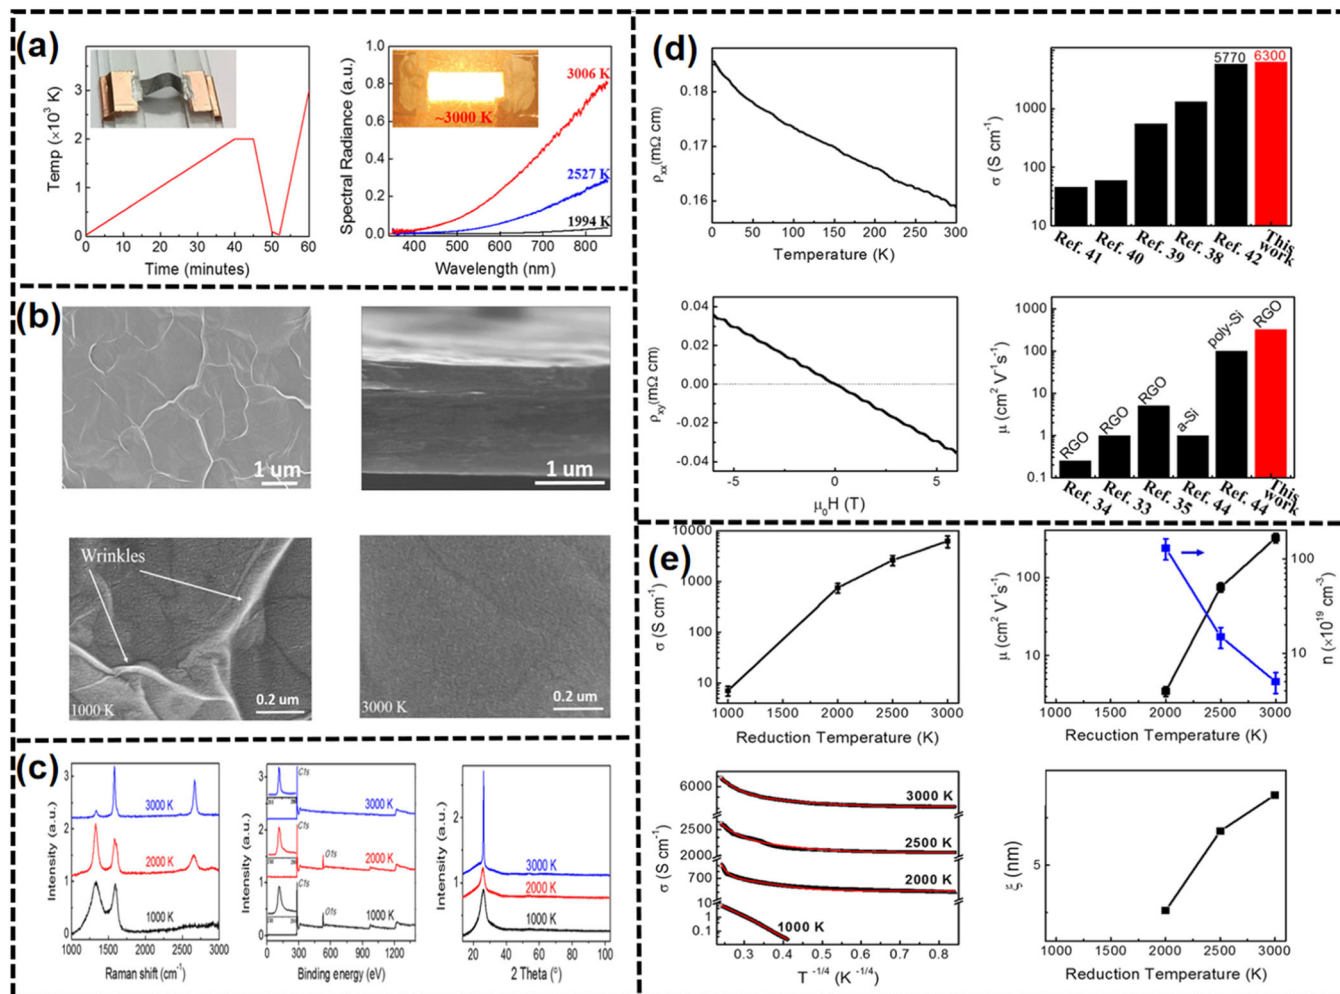 (a)
Temp (×10³ K)
3
2
1
0
0 10 20 30 40 50 60
Time (minutes)
Spectral Radiance (a.u.)
1.0
0.8
0.6
0.4
0.2
0.0
~3000 K
3006 K
2527 K
1994 K
400 500 600 700 800
Wavelength (nm)
(b)
1 um
1 um
Wrinkles
1000 K
0.2 um
3000 K
0.2 um
(c)
Intensity (a.u.)
3
2
1
0
3000 K
2000 K
1000 K
1000 1500 2000 2500 3000
Raman shift (cm⁻¹)
Intensity (a.u.)
3
2
1
0
C1s
3000 K
C1s
O1s
2000 K
C1s
O1s
1000 K
0 300 600 900 1200
Binding energy (eV)
Intensity (a.u.)
3
2
1
0
3000 K
2000 K
1000 K
20 40 60 80 100
2 Theta (°)
(d)
ρxx(mΩ cm)
0.18
0.17
0.16
0 50 100 150 200 250 300
Temperature (K)
σ (S cm⁻¹)
1000
100
10
5770
6300
Ref. 41
Ref. 40
Ref. 39
Ref. 38
Ref. 42
This work
ρxy(mΩ cm)
0.04
0.02
0.00
-0.02
-0.04
-5 0 5
μ₀H (T)
μ (cm² V⁻¹s⁻¹)
1000
100
10
1
0.1
RGO
RGO
RGO
a-Si
poly-Si
RGO
Ref. 34
Ref. 33
Ref. 35
Ref. 44
Ref. 44
This work
(e)
σ (S cm⁻¹)
10000
1000
100
10
1000 1500 2000 2500 3000
Reduction Temperature (K)
μ (cm² V⁻¹s⁻¹)
100
10
100
10
n (×10¹⁹ cm⁻³)
1000 1500 2000 2500 3000
Recuction Temperature (K)
σ (S cm⁻¹)
6000
2500
2000
700
10
1
0.1
3000 K
2500 K
2000 K
1000 K
0.3 0.4 0.5 0.6 0.7 0.8
T⁻¹/⁴ (K⁻¹/⁴)
ξ (nm)
5
1000 1500 2000 2500 3000
Reduction Temperature (K)